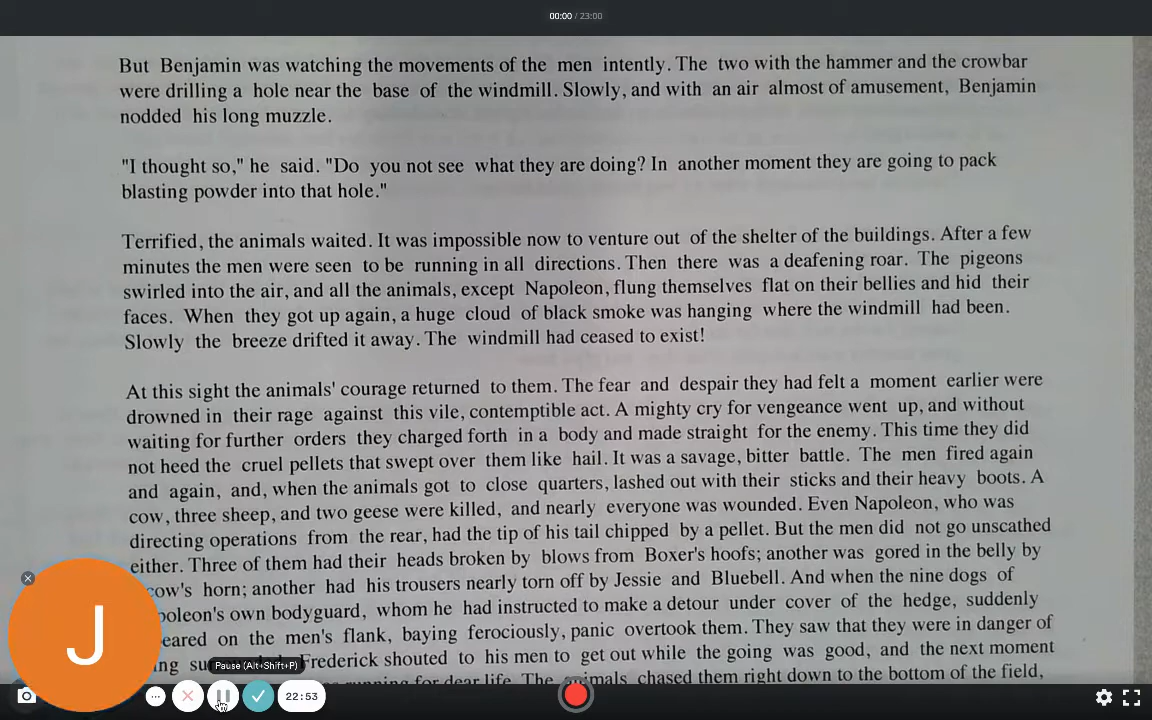 00:00 / 23:00
But Benjamin was watching the movements of the men intently. The two with the hammer and the crowbar
were drilling a hole near the base of the windmill. Slowly, and with an air almost of amusement, Benjamin
nodded his long muzzle.
"I thought so," he said. "Do you not see what they are doing? In another moment they are going to pack
blasting powder into that hole."
Terrified, the animals waited. It was impossible now to venture out of the shelter of the buildings. After a few
minutes the men were seen to be running in all directions. Then there was a deafening roar. The pigeons
swirled into the air, and all the animals, except Napoleon, flung themselves flat on their bellies and hid their
faces. When they got up again, a huge cloud of black smoke was hanging where the windmill had been.
Slowly the breeze drifted it away. The windmill had ceased to exist!
At this sight the animals' courage returned to them. The fear and despair they had felt a moment earlier were
drowned in their rage against this vile, contemptible act. A mighty cry for vengeance went up, and without
waiting for further orders they charged forth in a body and made straight for the enemy. This time they did
not heed the cruel pellets that swept over them like hail. It was a savage, bitter battle. The men fired again
and again, and, when the animals got to close quarters, lashed out with their sticks and their heavy boots. A
cow, three sheep, and two geese were killed, and nearly everyone was wounded. Even Napoleon, who was
directing operations from the rear, had the tip of his tail chipped by a pellet. But the men did not go unscathed
either. Three of them had their heads broken by blows from Boxer's hoofs; another was gored in the belly by
cow's horn; another had his trousers nearly torn off by Jessie and Bluebell. And when the nine dogs of
poleon's own bodyguard, whom he had instructed to make a detour under cover of the hedge, suddenly
eared on the men's flank, baying ferociously, panic overtook them. They saw that they were in danger of
Frederick shouted to his men to get out while the going was good, and the next moment
running for dear life. The animals chased them right down to the bottom of the field,
J
Pause (Alt+Shift+P)
22:53